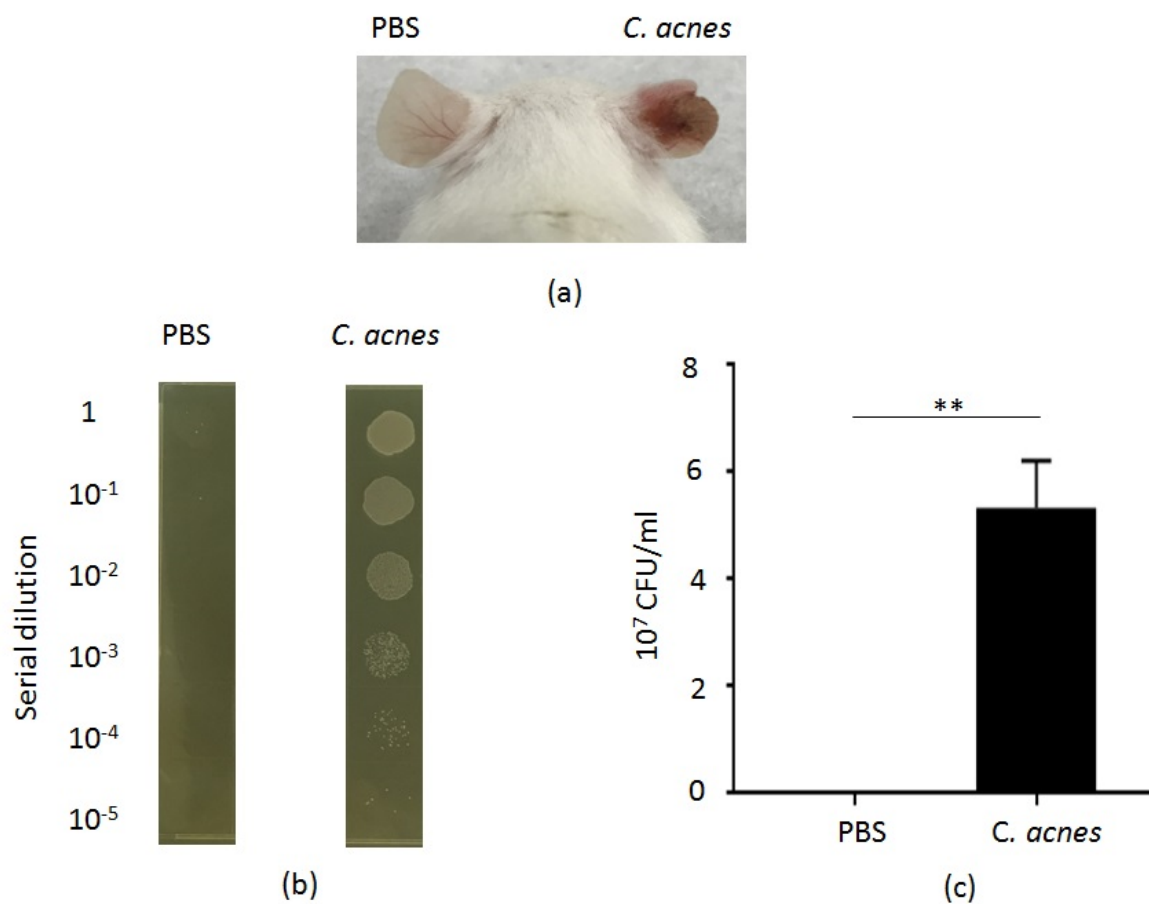 PBS C. acnes
(a)
PBS C. acnes
Serial dilution
1
10-1
10-2
10-3
10-4
10-5
(b)
10⁷ CFU/ml
8
6
4
2
0
**
PBS C. acnes
(c)